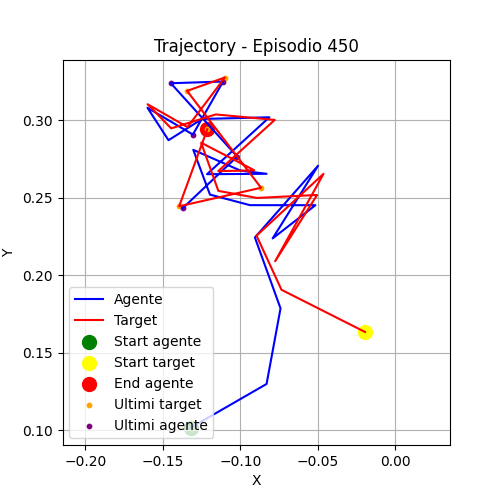 Trajectory - Episodio 450
Y
0.30
0.25
0.20
0.15
0.10
Agente
Target
Start agente
Start target
End agente
Ultimi target
Ultimi agente
−0.20
−0.15
−0.10
−0.05
0.00
X